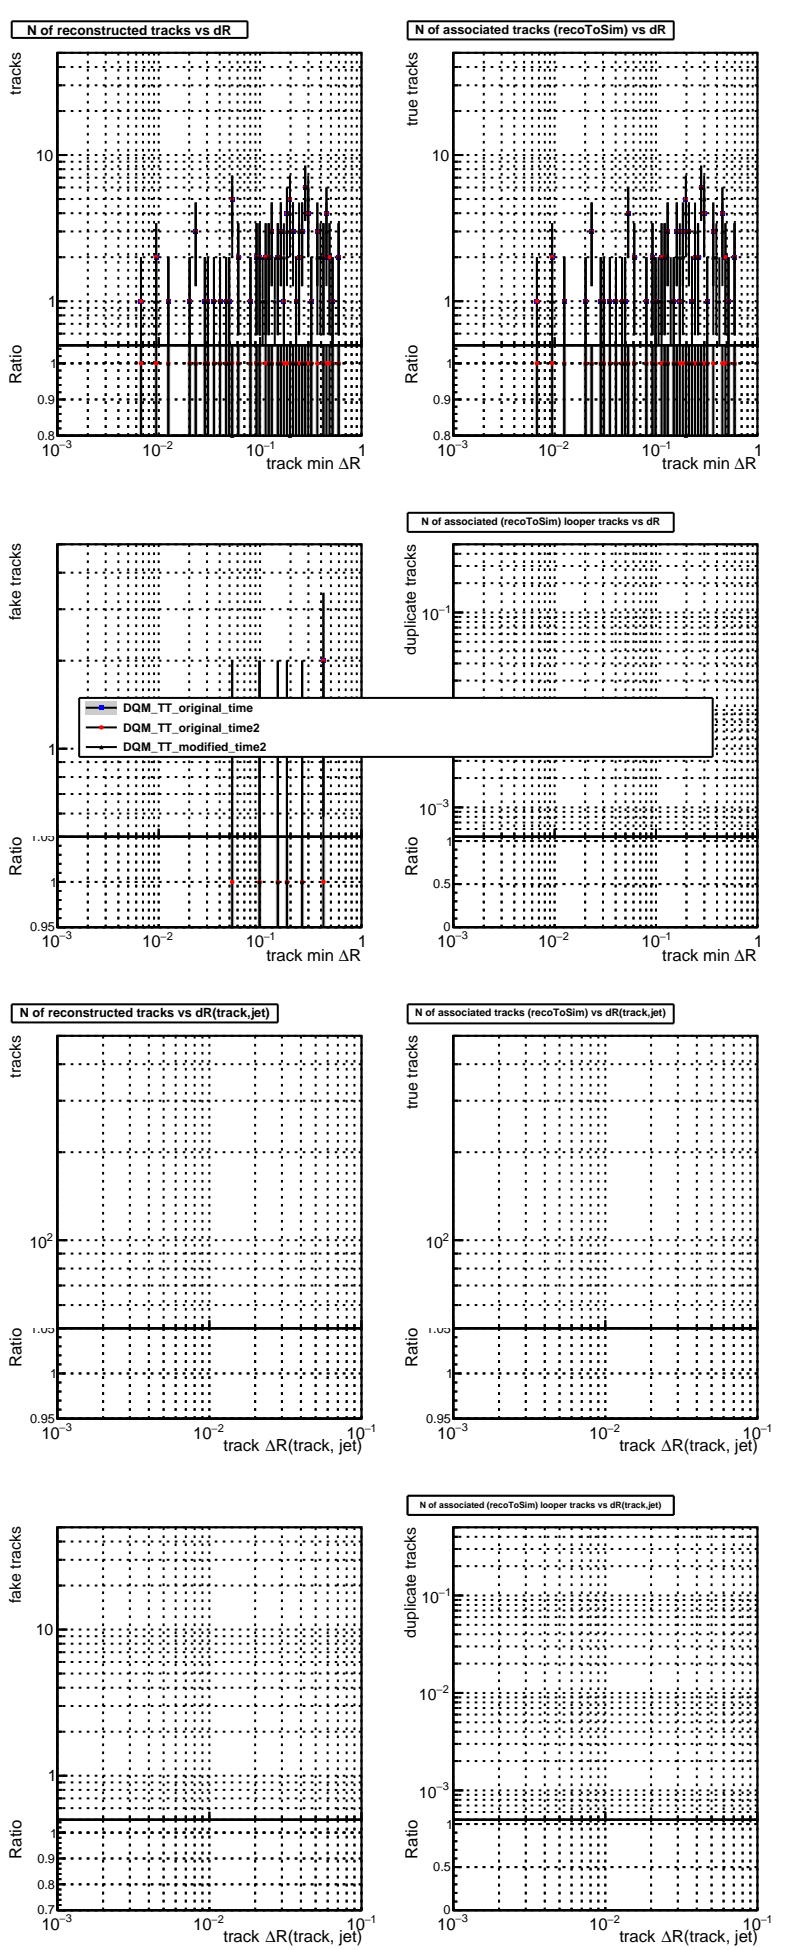 N of reconstructed tracks vs dR
N of associated tracks (recoToSim) vs dR
tracks
10
1
Ratio
1
0.9
0.8
10−3
10−2
10−1
1
track min ΔR
true tracks
10
1
Ratio
1
0.9
0.8
10−3
10−2
10−1
1
track min ΔR
N of associated (recoToSim) looper tracks vs dR
fake tracks
1
Ratio
1.05
1
0.95
10−3
10−2
10−1
1
track min ΔR
duplicate tracks
10−1
10−3
Ratio
1
0.5
0
10−3
10−2
10−1
1
track min ΔR
DQM_TT_original_time
DQM_TT_original_time2
DQM_TT_modified_time2
N of reconstructed tracks vs dR(track,jet)
N of associated tracks (recoToSim) vs dR(track,jet)
tracks
102
Ratio
1.05
1
0.95
10−3
10−2
10−1
track ΔR(track, jet)
true tracks
102
Ratio
1.05
1
0.95
10−3
10−2
10−1
track ΔR(track, jet)
N of associated (recoToSim) looper tracks vs dR(track,jet)
fake tracks
10
1
Ratio
1
0.9
0.8
0.7
10−3
10−2
10−1
track ΔR(track, jet)
duplicate tracks
10−1
10−2
10−3
Ratio
1
0.5
0
10−3
10−2
10−1
track ΔR(track, jet)